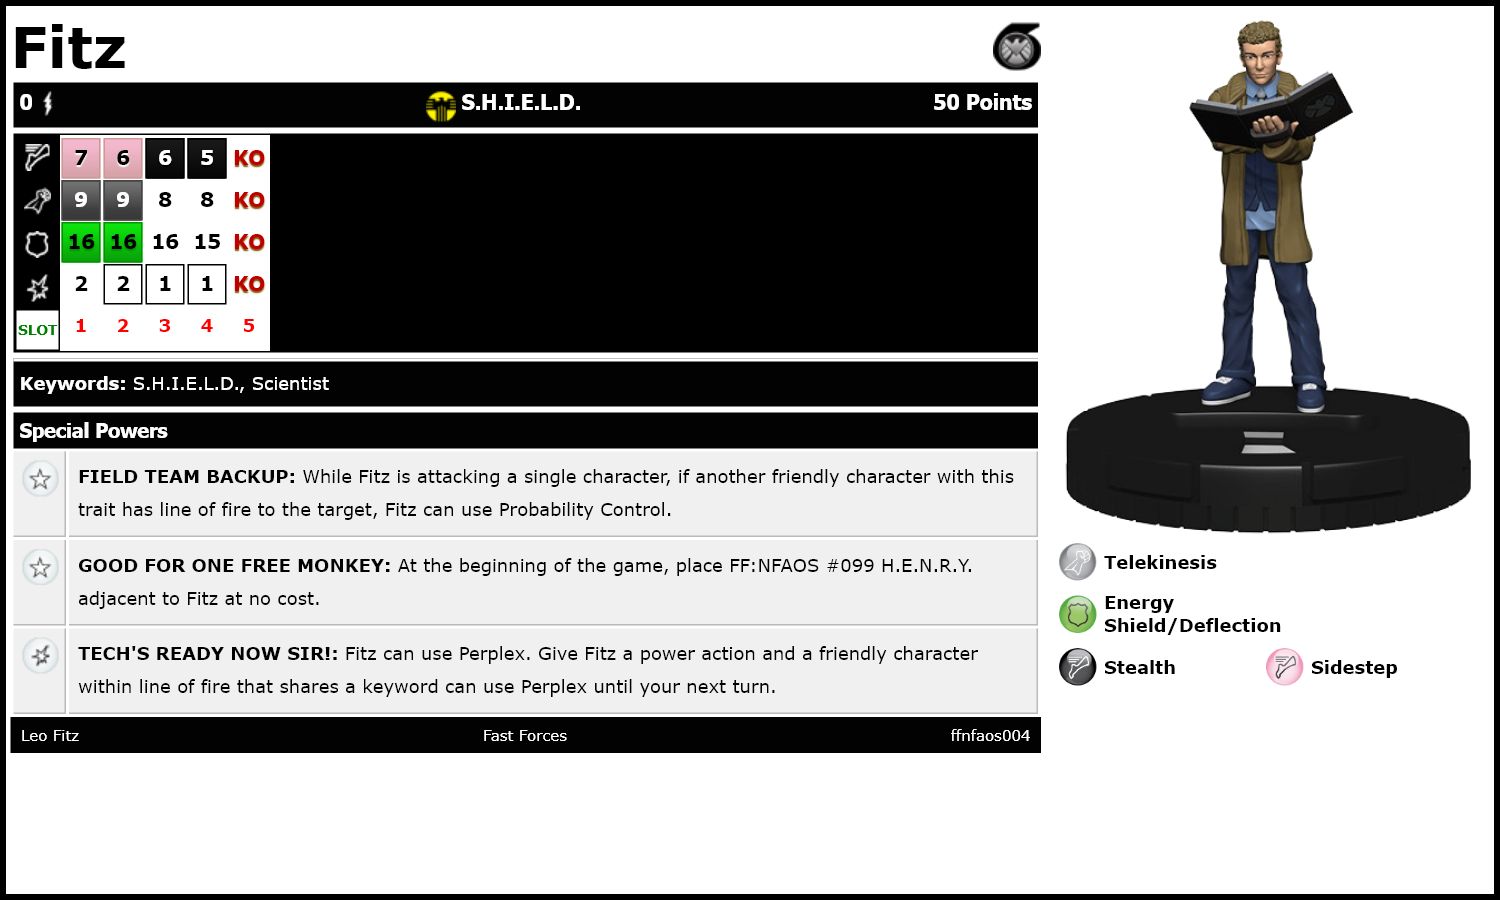 Fitz
0 S.H.I.E.L.D. 50 Points
7 6 6 5 KO
9 9 8 8 KO
16 16 16 15 KO
2 2 1 1 KO
SLOT 1 2 3 4 5
Keywords: S.H.I.E.L.D., Scientist
Special Powers
FIELD TEAM BACKUP: While Fitz is attacking a single character, if another friendly character with this
trait has line of fire to the target, Fitz can use Probability Control.
GOOD FOR ONE FREE MONKEY: At the beginning of the game, place FF:NFAOS #099 H.E.N.R.Y.
adjacent to Fitz at no cost.
TECH'S READY NOW SIR!: Fitz can use Perplex. Give Fitz a power action and a friendly character
within line of fire that shares a keyword can use Perplex until your next turn.
Leo Fitz Fast Forces ffnfaos004
Telekinesis
Energy
Shield/Deflection
Stealth Sidestep